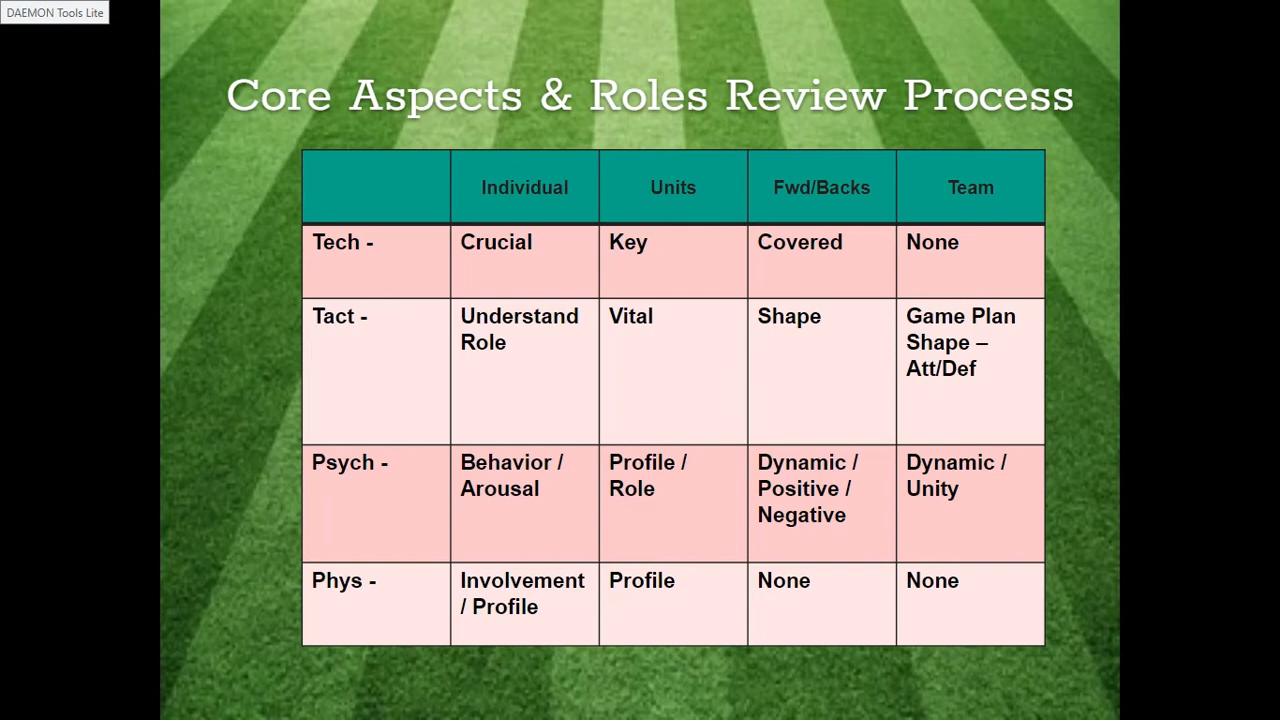 DAEMON Tools Lite
Core Aspects & Roles Review Process
Individual Units Fwd/Backs Team
Tech - Crucial Key Covered None
Tact - Understand Vital Shape Game Plan
Role Shape –
Att/Def
Psych - Behavior / Profile / Dynamic / Dynamic /
Arousal Role Positive / Unity
Negative
Phys - Involvement Profile None None
/ Profile